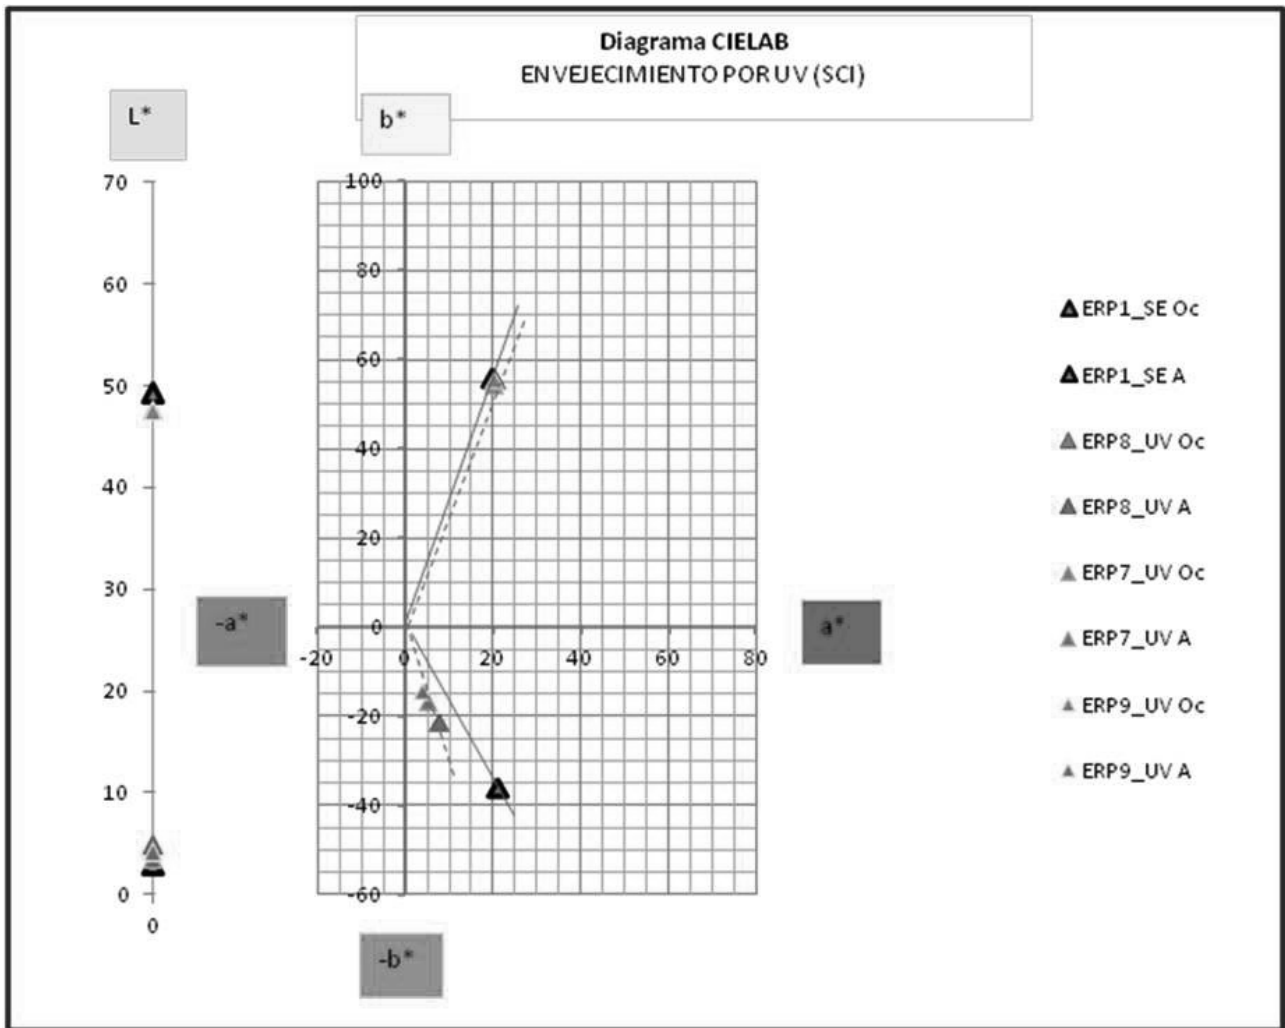 Diagrama CIELAB
ENVEJECIMIENTO POR UV (SCI)
L*
b*
70
60
50
40
30
20
10
0
0
100
80
60
40
20
0
-20
-40
-60
-20
0
20
40
60
80
-a*
a*
-b*
ERP1_SE Oc
ERP1_SE A
ERP8_UV Oc
ERP8_UV A
ERP7_UV Oc
ERP7_UV A
ERP9_UV Oc
ERP9_UV A